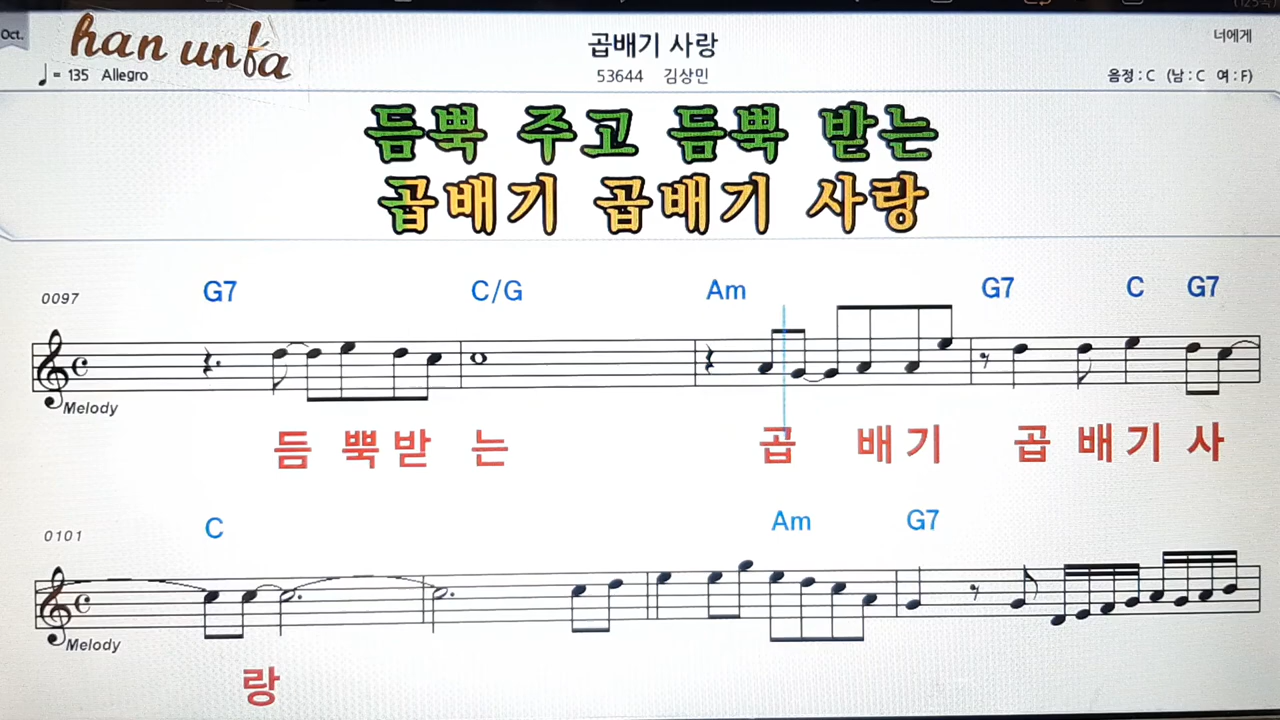 Oct.
han unfa
곱배기 사랑
너에게
= 135 Allegro
53644 김상민
음정 : C (남 : C 여 : F)
듬뿍 주고 듬뿍 받는
곱배기 곱배기 사랑
0097
G7 C/G Am G7 C G7
Melody
듬 뿍 받 는 곱 배 기 곱 배 기 사
0101
C Am G7
Melody
랑